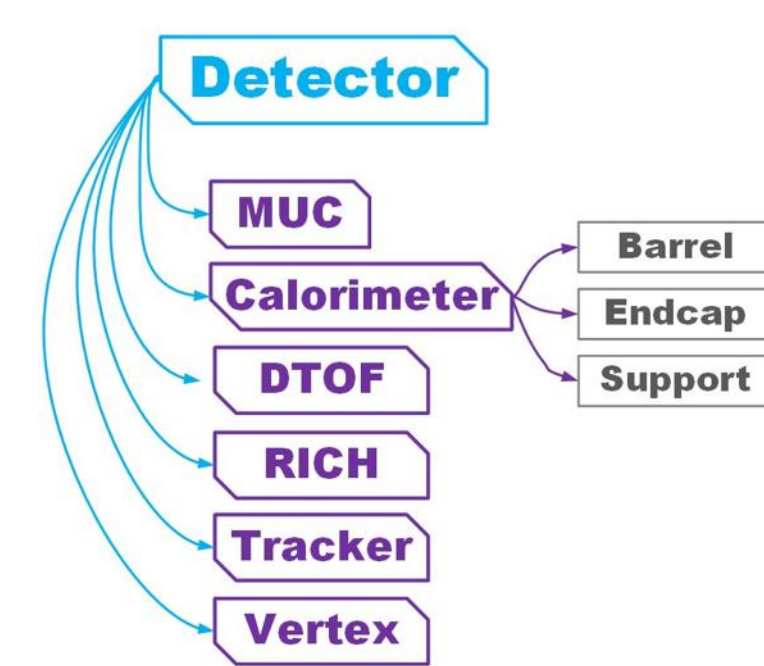 Detector
MUC
Calorimeter
Barrel
Endcap
Support
DTOF
RICH
Tracker
Vertex